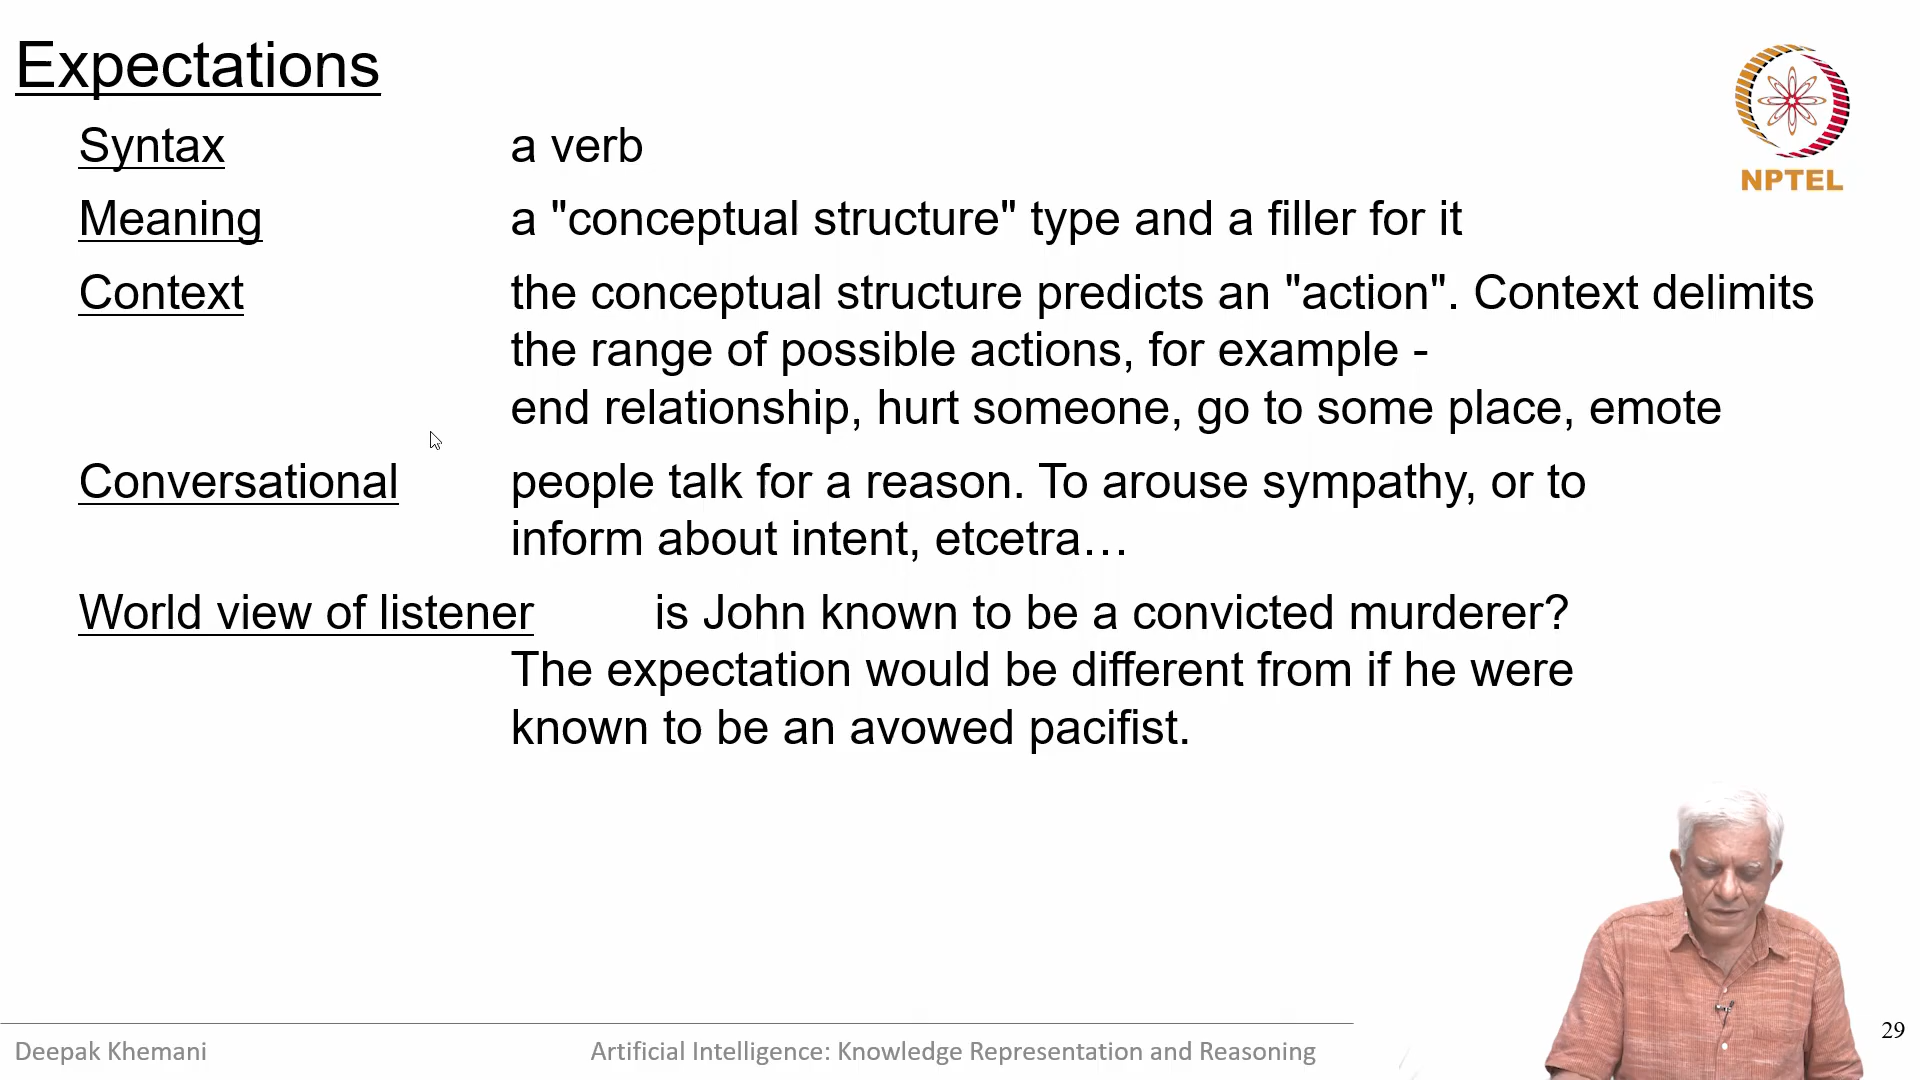 Expectations
Syntax a verb
Meaning a "conceptual structure" type and a filler for it
Context the conceptual structure predicts an "action". Context delimits
the range of possible actions, for example -
end relationship, hurt someone, go to some place, emote
Conversational people talk for a reason. To arouse sympathy, or to
inform about intent, etcetra…
World view of listener is John known to be a convicted murderer?
The expectation would be different from if he were
known to be an avowed pacifist.
NPTEL
Deepak Khemani Artificial Intelligence: Knowledge Representation and Reasoning 29